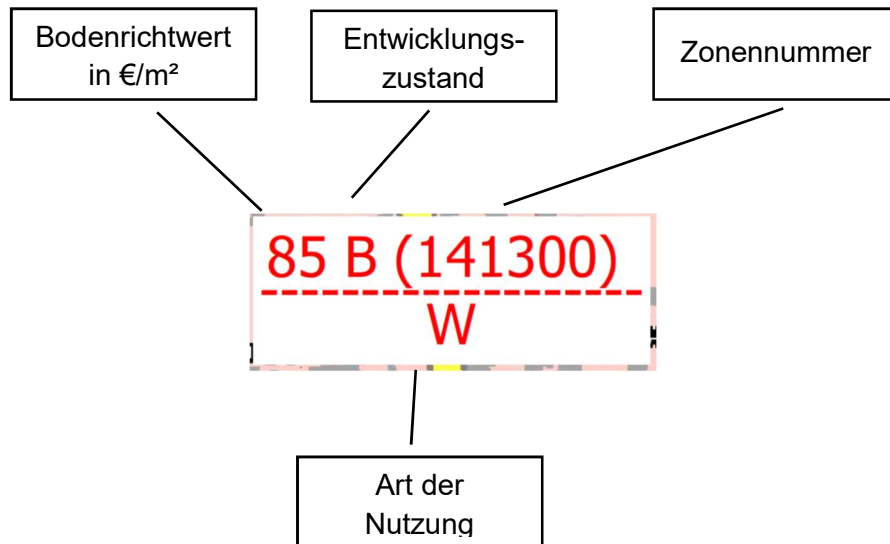 Bodenrichtwert
in €/m²
Entwicklungs-
zustand
Zonennummer
85 B (141300)
W
Art der
Nutzung